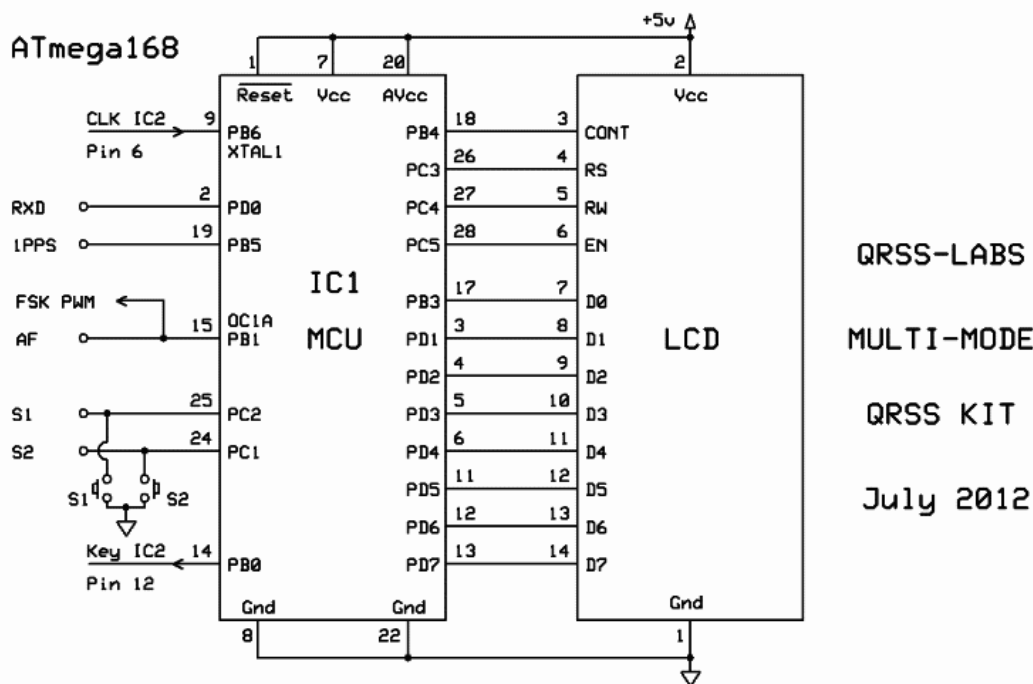 +5v
ATmega168
1 7 20 2
Reset Vcc AVcc Vcc
CLK IC2 9 PB6 PB4 18 3 CONT
Pin 6 XTAL1
PC3 26 4 RS
RXD 2 PD0 PC4 27 5 RW
1PPS 19 PB5 PC5 28 6 EN
QRSS-LABS
IC1
FSK PWM PB3 17 7 D0
OC1A
AF 15 PB1 MCU PD1 3 8 D1 LCD MULTI-MODE
PD2 4 9 D2
S1 25 PC2 PD3 5 10 D3 QRSS KIT
S2 24 PC1 PD4 6 11 D4
S1 S2 PD5 11 12 D5 July 2012
PD6 12 13 D6
Key IC2 14 PB0 PD7 13 14 D7
Pin 12
Gnd Gnd Gnd
8 22 1